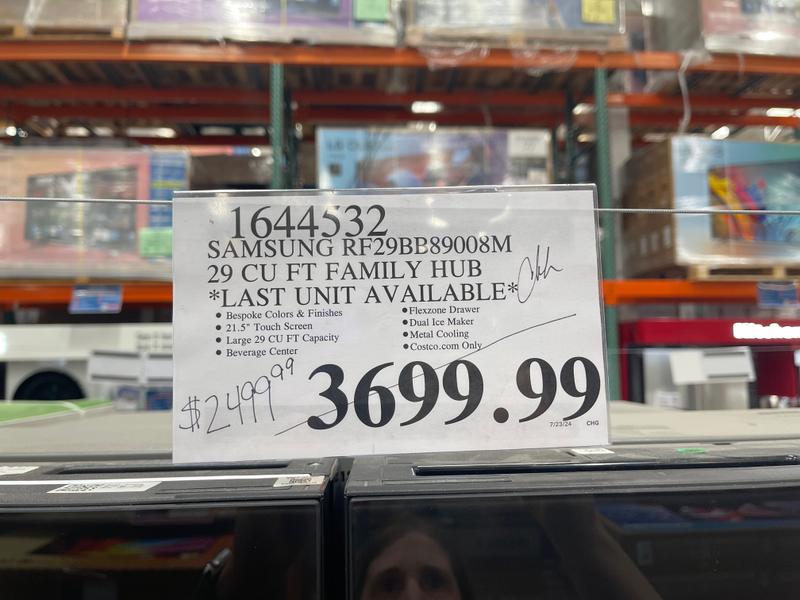 1644532
SAMSUNG RF29BB89008M
29 CU FT FAMILY HUB
*LAST UNIT AVAILABLE*
• Bespoke Colors & Finishes
• 21.5" Touch Screen
• Large 29 CU FT Capacity
• Beverage Center
• Flexzone Drawer
• Dual Ice Maker
• Metal Cooling
• Costco.com Only
$2499.99
3699.99
7/23/24 CHG